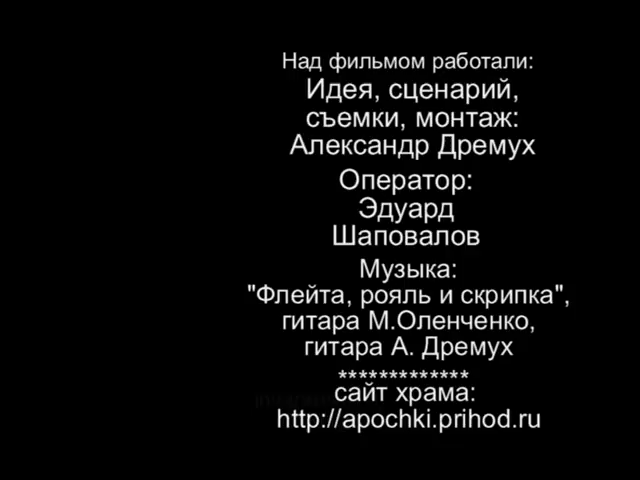 Над фильмом работали:
Идея, сценарий,
съемки, монтаж:
Александр Дремух
Оператор:
Эдуард
Шаповалов
Музыка:
"Флейта, рояль и скрипка",
гитара М.Оленченко,
гитара А. Дремух
*************
сайт храма:
http://apochki.prihod.ru